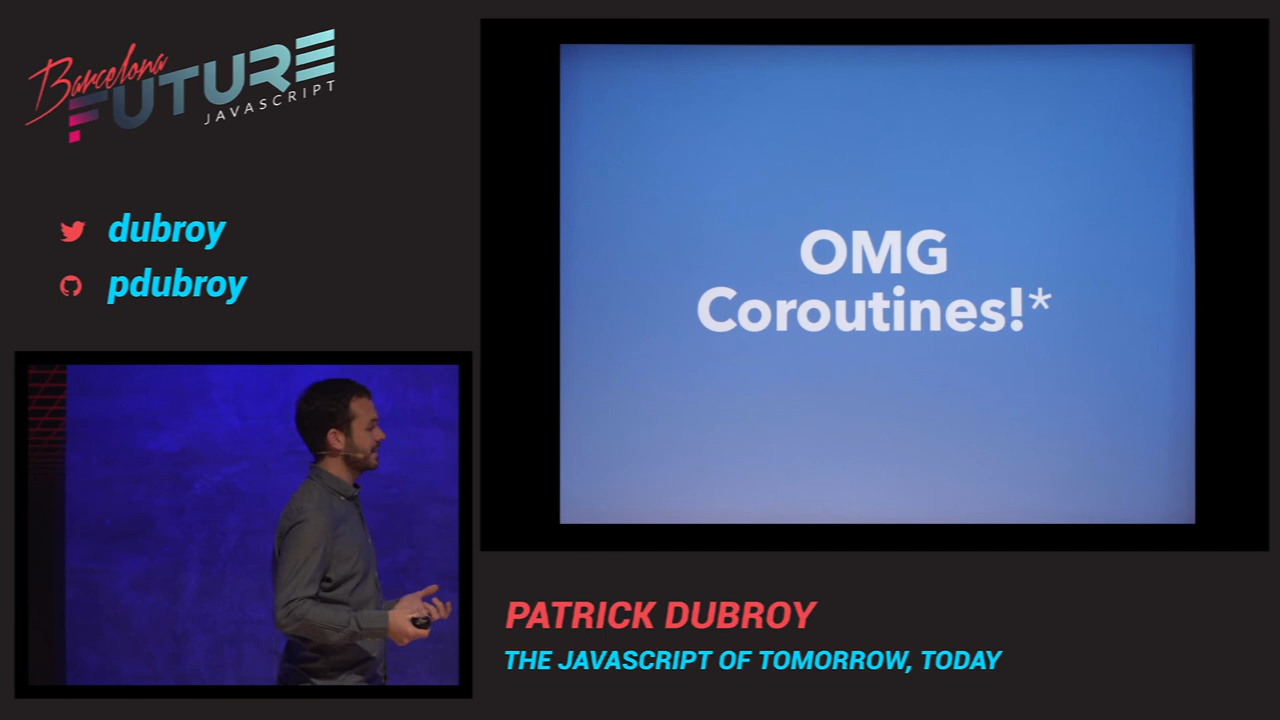 Barcelona
FUTURE
JAVASCRIPT
dubroy
pdubroy
OMG
Coroutines!*
PATRICK DUBROY
THE JAVASCRIPT OF TOMORROW, TODAY